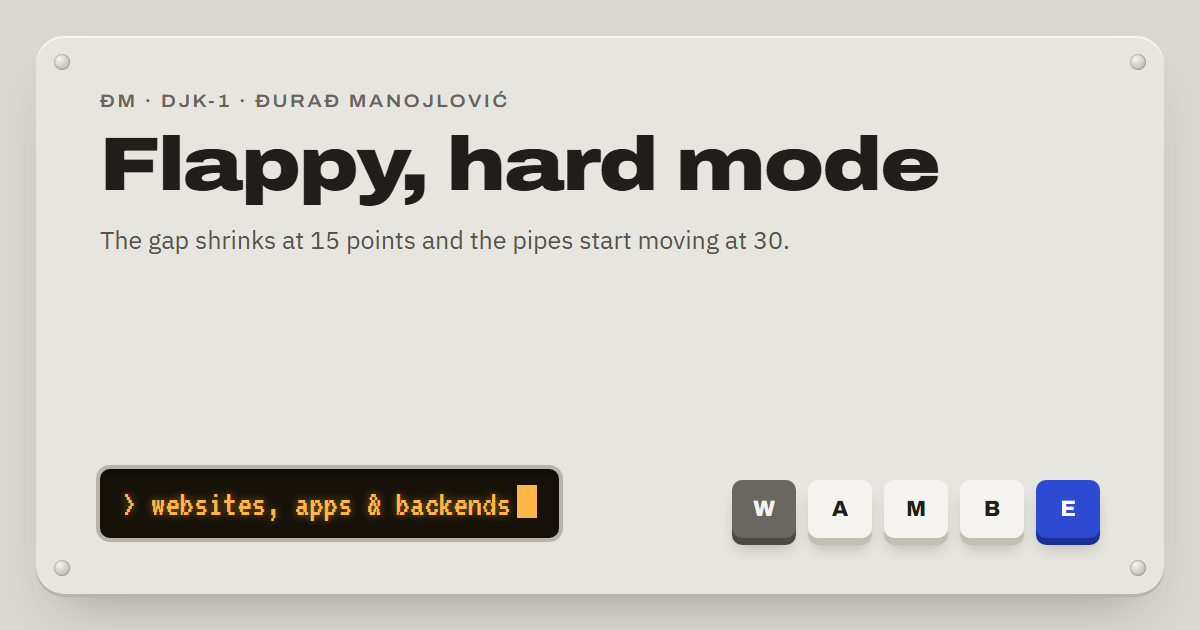 ĐM · DJK-1 · ĐURAĐ MANOJLOVIĆ
Flappy, hard mode
The gap shrinks at 15 points and the pipes start moving at 30.
> websites, apps & backends
W A M B E